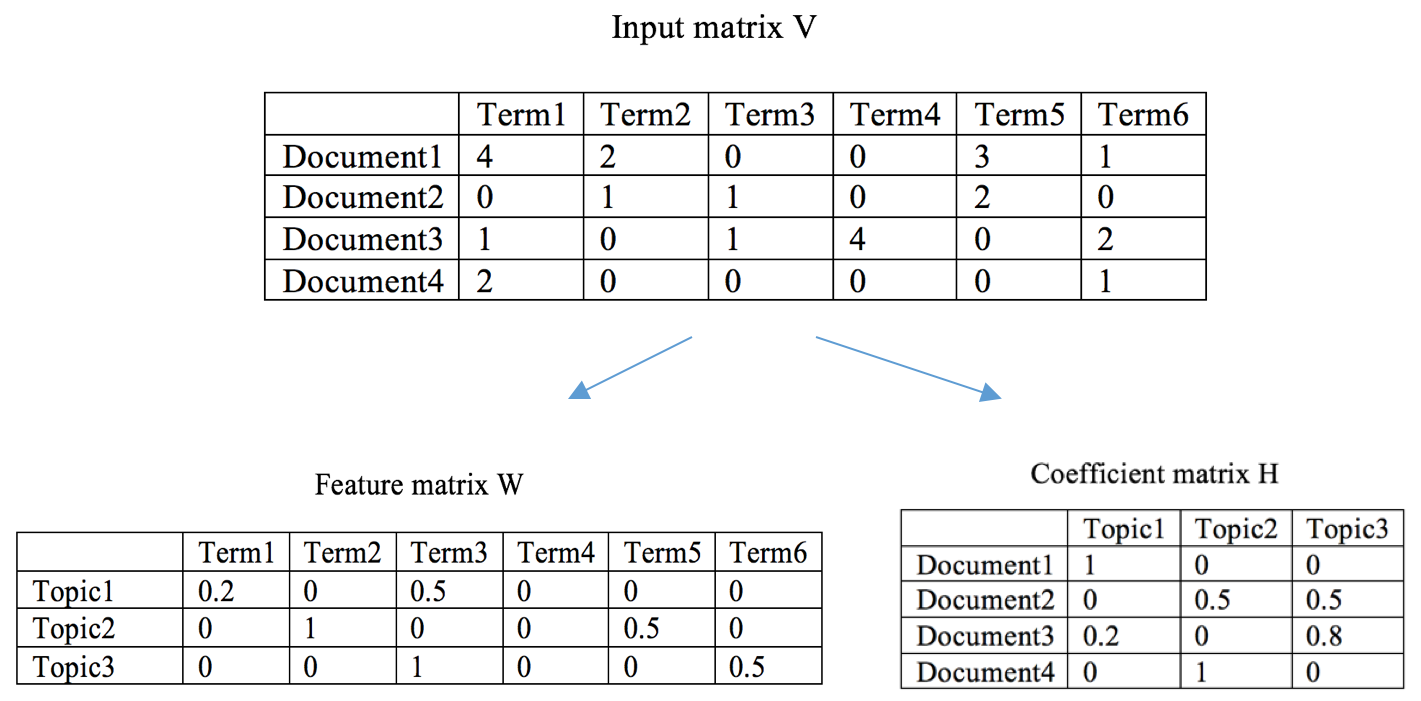 Input matrix V
Term1 Term2 Term3 Term4 Term5 Term6
Document1 4 2 0 0 3 1
Document2 0 1 1 0 2 0
Document3 1 0 1 4 0 2
Document4 2 0 0 0 0 1
Feature matrix W
Term1 Term2 Term3 Term4 Term5 Term6
Topic1 0.2 0 0.5 0 0 0
Topic2 0 1 0 0 0.5 0
Topic3 0 0 1 0 0 0.5
Coefficient matrix H
Topic1 Topic2 Topic3
Document1 1 0 0
Document2 0 0.5 0.5
Document3 0.2 0 0.8
Document4 0 1 0